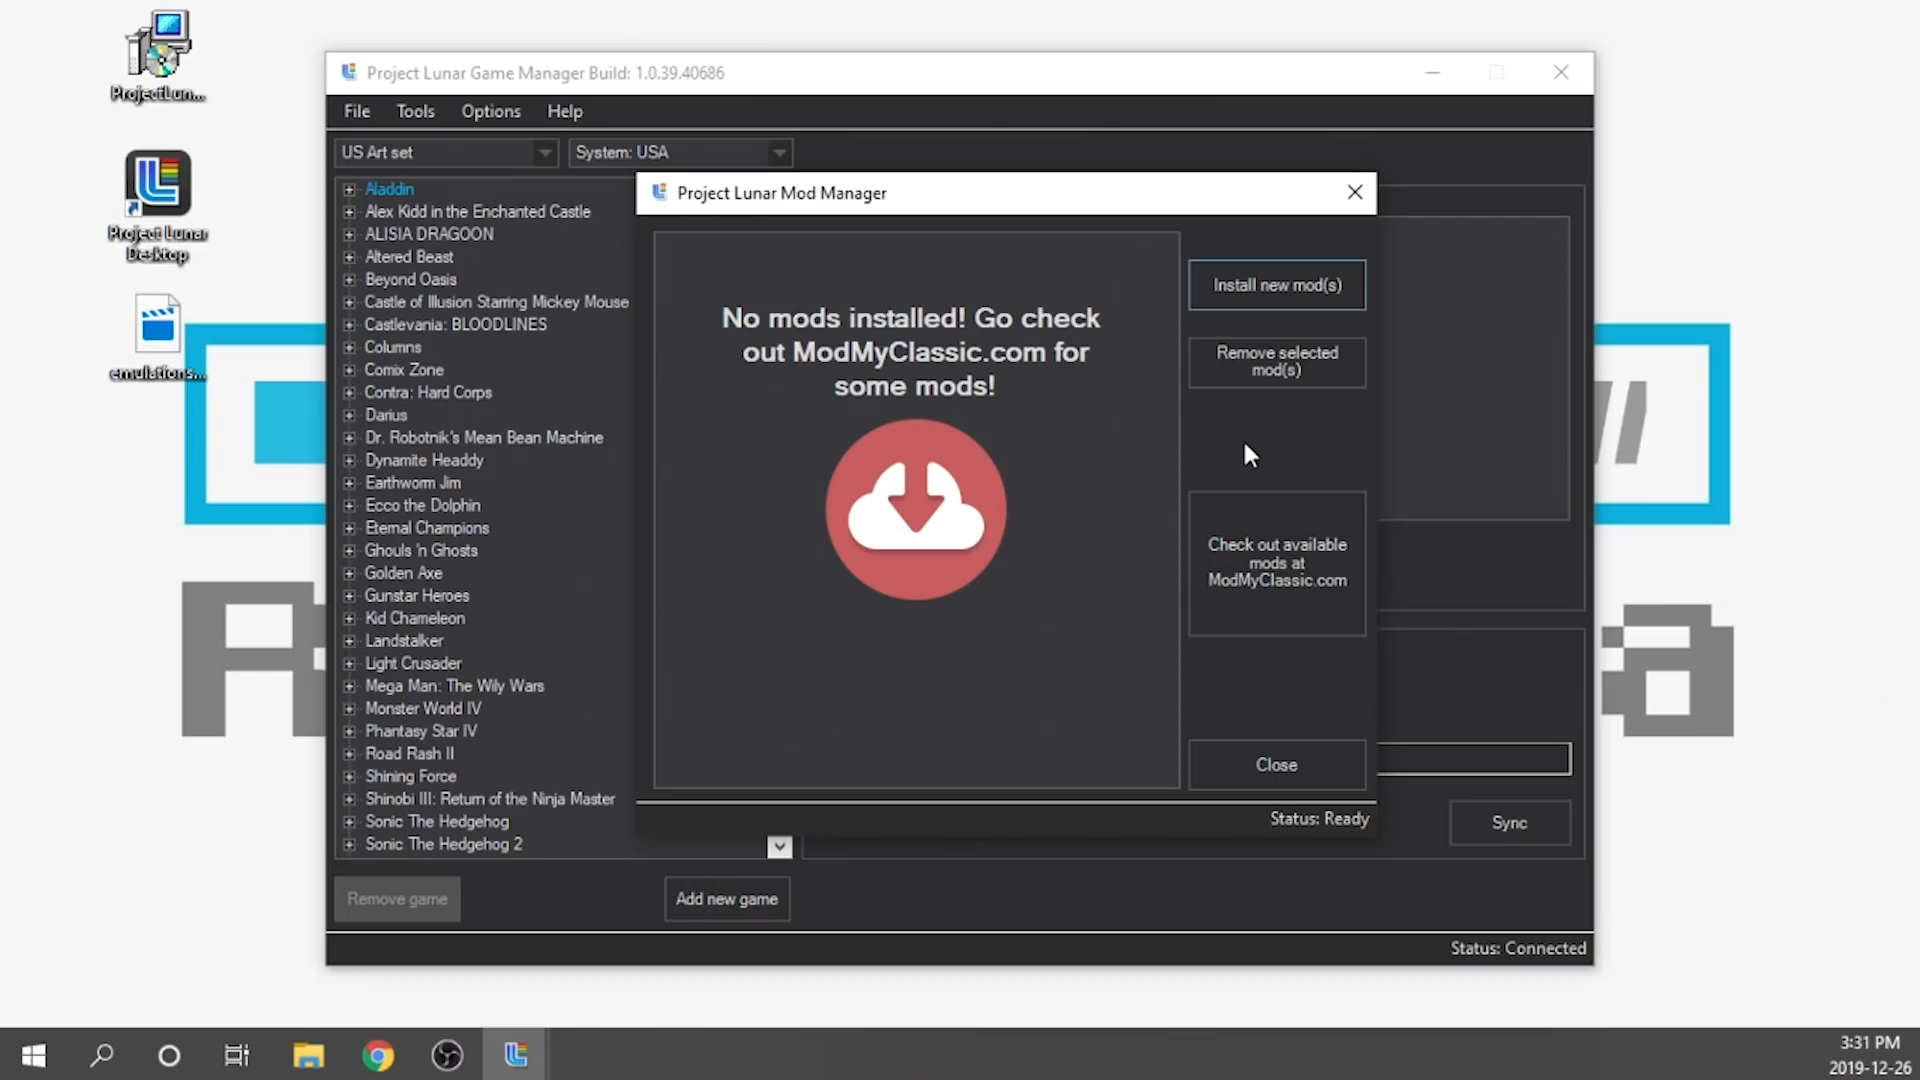 ProjectLun...
Project Lunar
Desktop
emulations...
Project Lunar Game Manager Build: 1.0.39.40686
File Tools Options Help
US Art set
System: USA
Aladdin
Alex Kidd in the Enchanted Castle
ALISIA DRAGOON
Altered Beast
Beyond Oasis
Castle of Illusion Starring Mickey Mouse
Castlevania: BLOODLINES
Columns
Comix Zone
Contra: Hard Corps
Darius
Dr. Robotnik's Mean Bean Machine
Dynamite Headdy
Earthworm Jim
Ecco the Dolphin
Eternal Champions
Ghouls 'n Ghosts
Golden Axe
Gunstar Heroes
Kid Chameleon
Landstalker
Light Crusader
Mega Man: The Wily Wars
Monster World IV
Phantasy Star IV
Road Rash II
Shining Force
Shinobi III: Return of the Ninja Master
Sonic The Hedgehog
Sonic The Hedgehog 2
Remove game
Add new game
Project Lunar Mod Manager
No mods installed! Go check
out ModMyClassic.com for
some mods!
Install new mod(s)
Remove selected
mod(s)
Check out available
mods at
ModMyClassic.com
Close
Status: Ready
Sync
Status: Connected
3:31 PM
2019-12-26